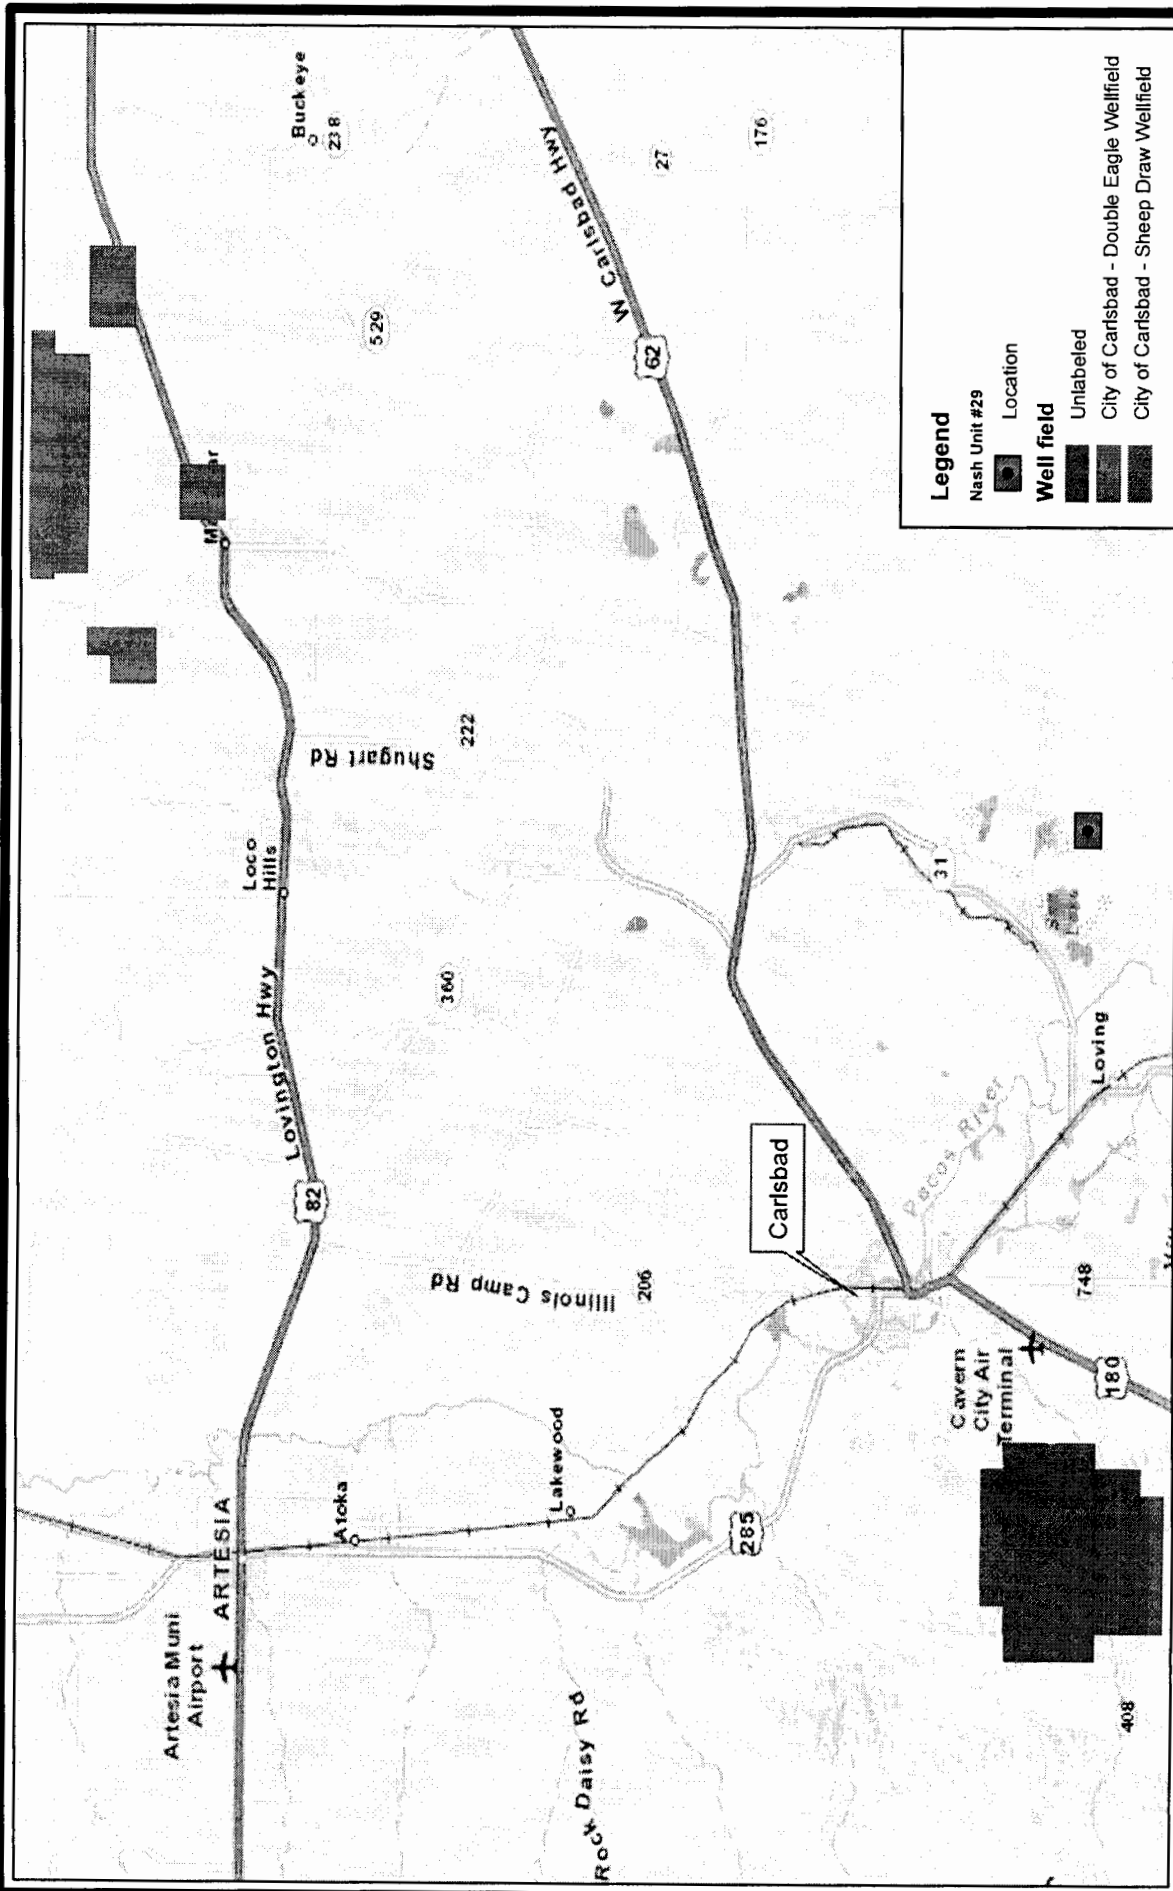 Buckeye
238
W Carlsbad Hwy
27
176
529
62
Shugart Rd
222
Loco
Hills
Lovington Hwy
360
82
31
Loving
Pecos River
Carlsbad
Illinois Camp Rd
206
748
Cavern
City Air
Terminal
180
Lakewood
Atoka
ARTESIA
285
Artesia Muni
Airport
Rock Daisy Rd
408
Legend
Nash Unit #29
Location
Well field
Unlabeled
City of Carlsbad - Double Eagle Wellfield
City of Carlsbad - Sheep Draw Wellfield